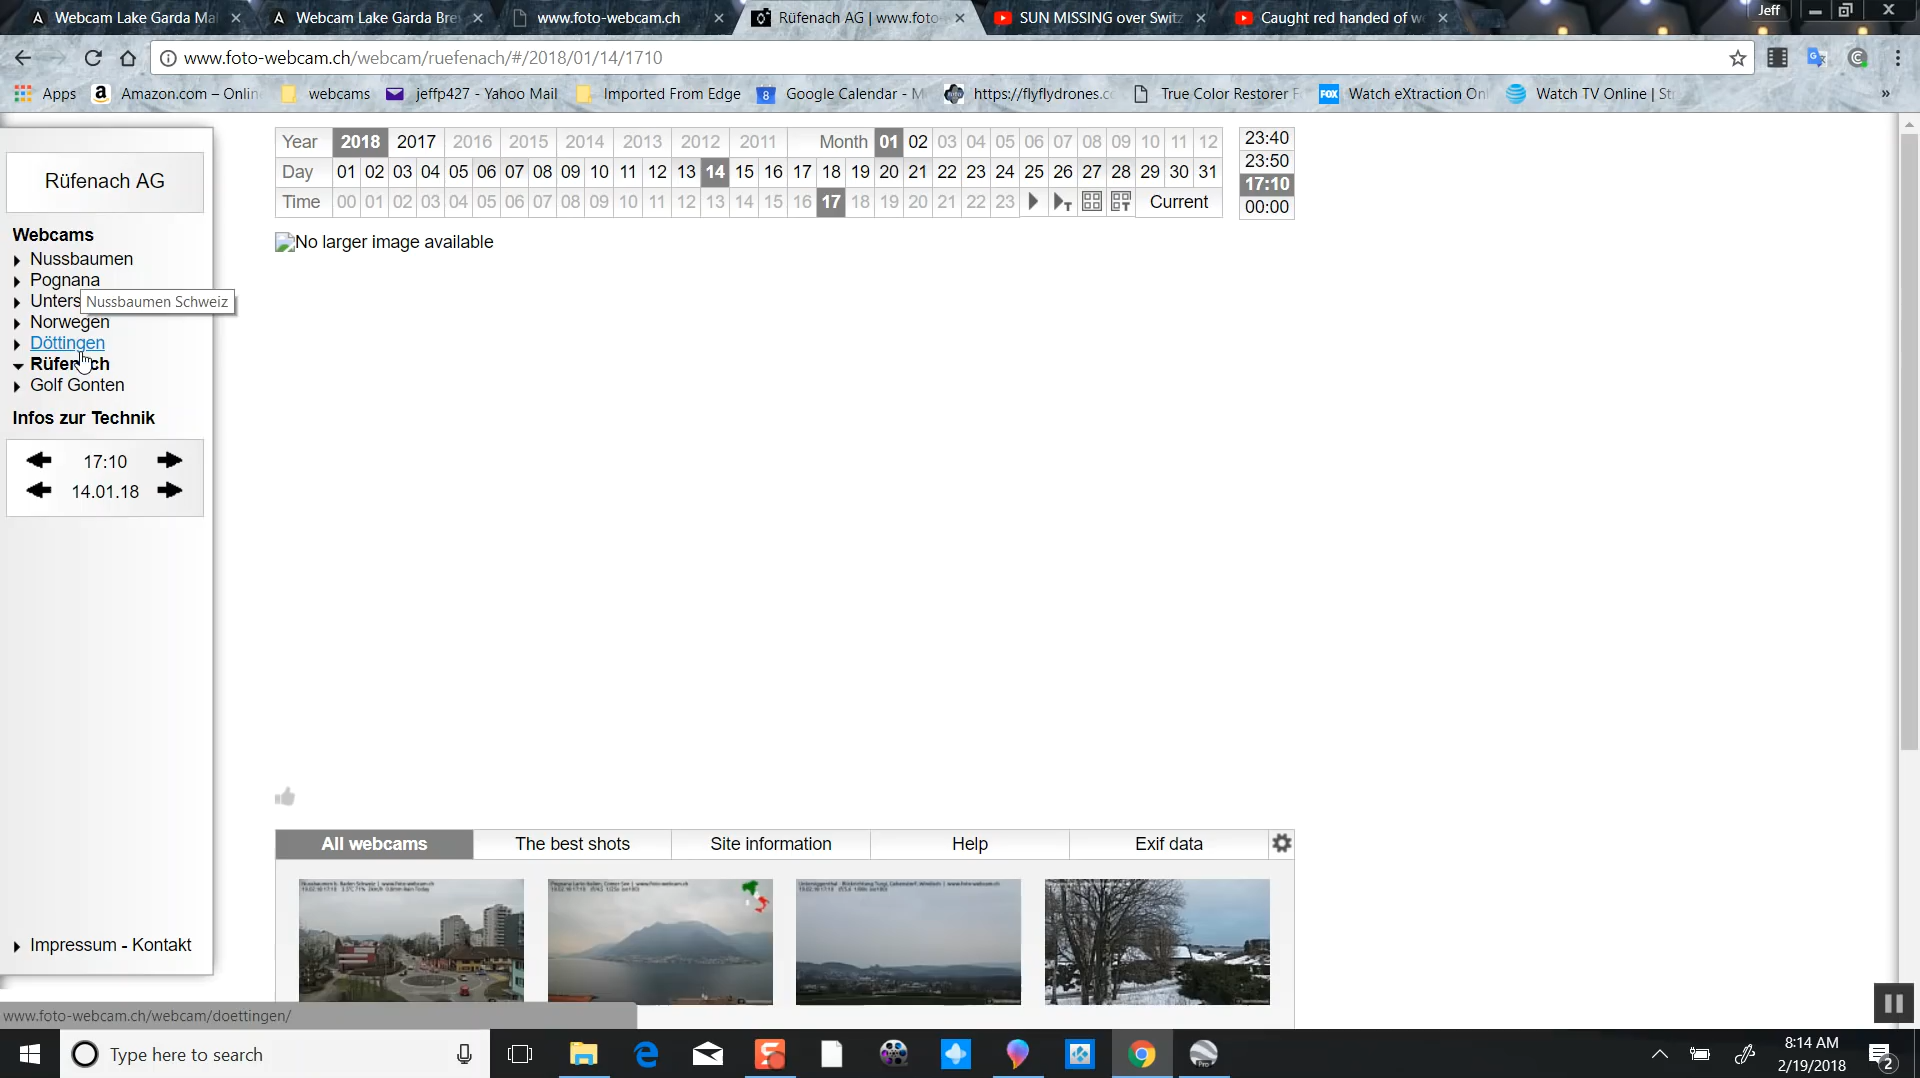 Webcam Lake Garda Ma
Webcam Lake Garda Bre
www.foto-webcam.ch
Rüfenach AG | www.foto-
SUN MISSING over Switz
Caught red handed of w
Jeff
www.foto-webcam.ch/webcam/ruefenach/#/2018/01/14/1710
Apps
Amazon.com – Onlin
webcams
jeffp427 - Yahoo Mail
Imported From Edge
8 Google Calendar - M
https://flyflydrones.c
True Color Restorer F
FOX Watch eXtraction Onl
Watch TV Online | St
»
Rüfenach AG
Webcams
Nussbaumen
Pognana
Unters
Nussbaumen Schweiz
Norwegen
Döttingen
Rüfenach
Golf Gonten
Infos zur Technik
17:10
14.01.18
Impressum - Kontakt
Year 2018 2017 2016 2015 2014 2013 2012 2011 Month 01 02 03 04 05 06 07 08 09 10 11 12
Day 01 02 03 04 05 06 07 08 09 10 11 12 13 14 15 16 17 18 19 20 21 22 23 24 25 26 27 28 29 30 31
Time 00 01 02 03 04 05 06 07 08 09 10 11 12 13 14 15 16 17 18 19 20 21 22 23 T T Current
23:40
23:50
17:10
00:00
No larger image available
All webcams
The best shots
Site information
Help
Exif data
www.foto-webcam.ch/webcam/doettingen/
Type here to search
Pro
8:14 AM
2/19/2018
2